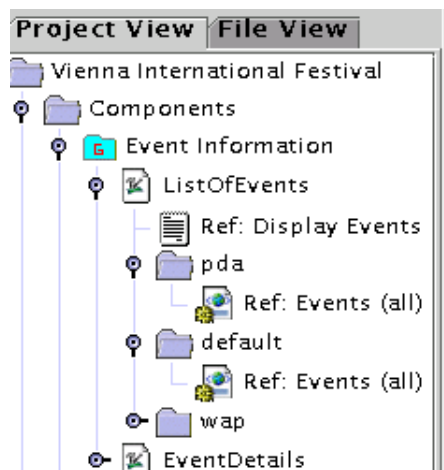 Project View File View
Vienna International Festival
Components
G Event Information
ListOfEvents
Ref: Display Events
pda
Ref: Events (all)
default
Ref: Events (all)
wap
EventDetails